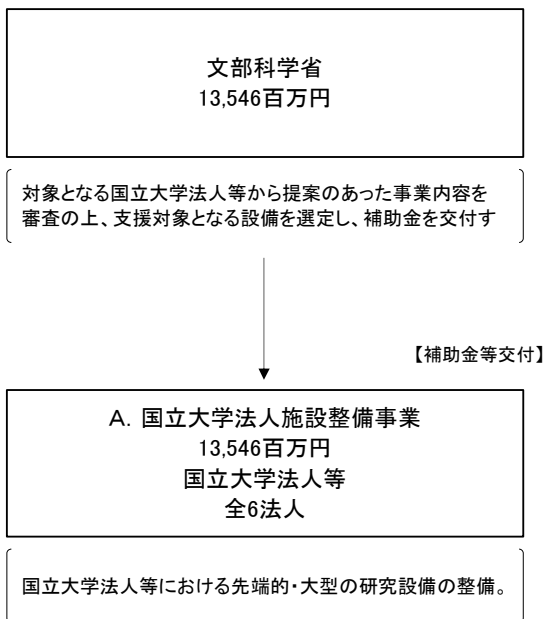 文部科学省
13,546百万円
対象となる国立大学法人等から提案のあった事業内容を
審査の上、支援対象となる設備を選定し、補助金を交付す
【補助金等交付】
A．国立大学法人施設整備事業
13,546百万円
国立大学法人等
全6法人
国立大学法人等における先端的・大型の研究設備の整備。